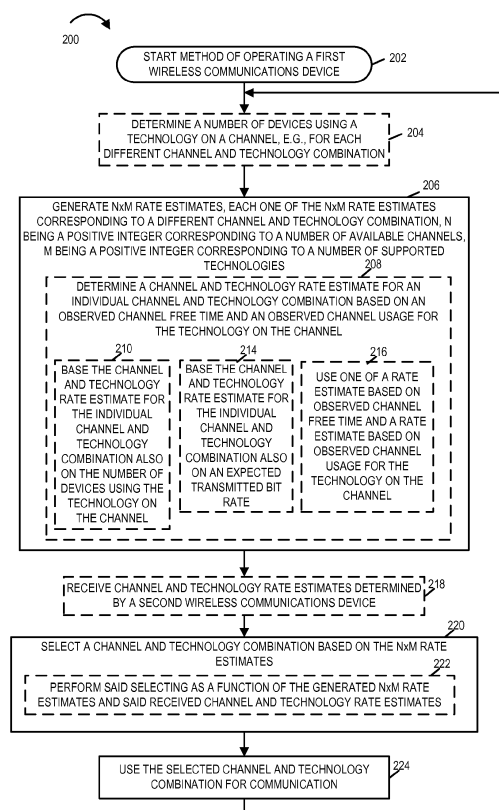 200
START METHOD OF OPERATING A FIRST
WIRELESS COMMUNICATIONS DEVICE
202
DETERMINE A NUMBER OF DEVICES USING A
TECHNOLOGY ON A CHANNEL, E.G., FOR EACH
DIFFERENT CHANNEL AND TECHNOLOGY COMBINATION
204
206
GENERATE NxM RATE ESTIMATES, EACH ONE OF THE NxM RATE ESTIMATES
CORRESPONDING TO A DIFFERENT CHANNEL AND TECHNOLOGY COMBINATION, N
BEING A POSITIVE INTEGER CORRESPONDING TO A NUMBER OF AVAILABLE CHANNELS,
M BEING A POSITIVE INTEGER CORRESPONDING TO A NUMBER OF SUPPORTED
TECHNOLOGIES
208
DETERMINE A CHANNEL AND TECHNOLOGY RATE ESTIMATE FOR AN
INDIVIDUAL CHANNEL AND TECHNOLOGY COMBINATION BASED ON AN
OBSERVED CHANNEL FREE TIME AND AN OBSERVED CHANNEL USAGE FOR
THE TECHNOLOGY ON THE CHANNEL
210
BASE THE CHANNEL
AND TECHNOLOGY
RATE ESTIMATE FOR
THE INDIVIDUAL
CHANNEL AND
TECHNOLOGY
COMBINATION ALSO
ON THE NUMBER OF
DEVICES USING THE
TECHNOLOGY ON
THE CHANNEL
214
BASE THE CHANNEL
AND TECHNOLOGY
RATE ESTIMATE FOR
THE INDIVIDUAL
CHANNEL AND
TECHNOLOGY
COMBINATION ALSO
ON AN EXPECTED
TRANSMITTED BIT
RATE
216
USE ONE OF A RATE
ESTIMATE BASED ON
OBSERVED CHANNEL
FREE TIME AND A RATE
ESTIMATE BASED ON
OBSERVED CHANNEL
USAGE FOR THE
TECHNOLOGY ON THE
CHANNEL
RECEIVE CHANNEL AND TECHNOLOGY RATE ESTIMATES DETERMINED
BY A SECOND WIRELESS COMMUNICATIONS DEVICE
218
220
SELECT A CHANNEL AND TECHNOLOGY COMBINATION BASED ON THE NxM RATE
ESTIMATES
222
PERFORM SAID SELECTING AS A FUNCTION OF THE GENERATED NxM RATE
ESTIMATES AND SAID RECEIVED CHANNEL AND TECHNOLOGY RATE ESTIMATES
USE THE SELECTED CHANNEL AND TECHNOLOGY
COMBINATION FOR COMMUNICATION
224